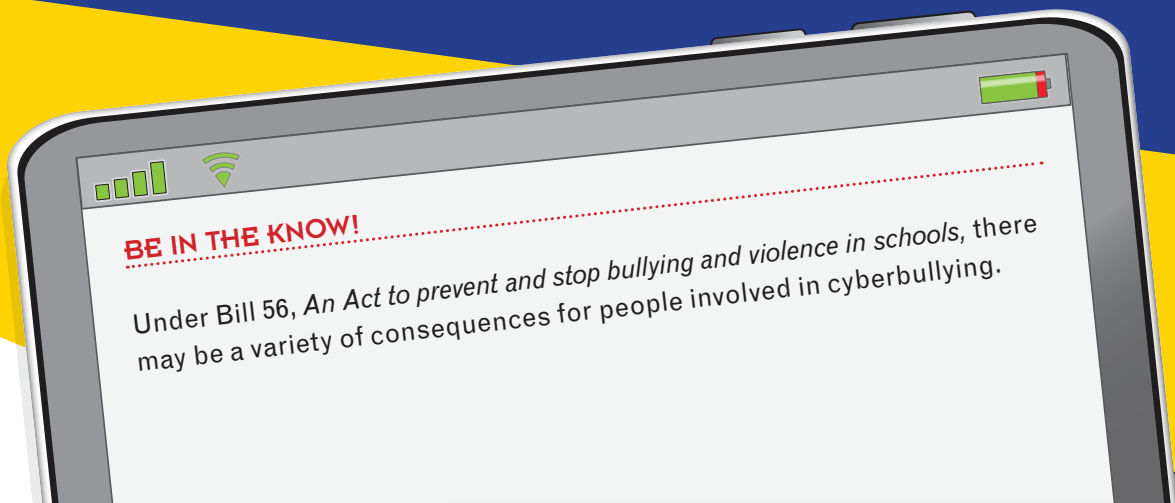 BE IN THE KNOW!
Under Bill 56, An Act to prevent and stop bullying and violence in schools, there
may be a variety of consequences for people involved in cyberbullying.